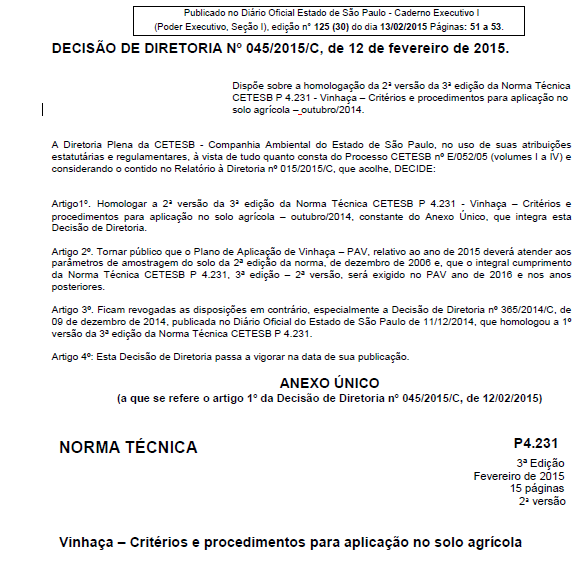 Publicado no Diário Oficial Estado de São Paulo - Caderno Executivo I
(Poder Executivo, Seção I), edição n° 125 (30) do dia 13/02/2015 Páginas: 51 a 53.
DECISÃO DE DIRETORIA Nº 045/2015/C, de 12 de fevereiro de 2015.
Dispõe sobre a homologação da 2ª versão da 3ª edição da Norma Técnica
CETESB P 4.231 - Vinhaça – Critérios e procedimentos para aplicação no
solo agrícola – outubro/2014.
A Diretoria Plena da CETESB - Companhia Ambiental do Estado de São Paulo, no uso de suas atribuições
estatutárias e regulamentares, à vista de tudo quanto consta do Processo CETESB nº E/052/05 (volumes I a IV) e
considerando o contido no Relatório à Diretoria nº 015/2015/C, que acolhe, DECIDE:
Artigo1º. Homologar a 2ª versão da 3ª edição da Norma Técnica CETESB P 4.231 - Vinhaça – Critérios e
procedimentos para aplicação no solo agrícola – outubro/2014, constante do Anexo Único, que integra esta
Decisão de Diretoria.
Artigo 2º. Tornar público que o Plano de Aplicação de Vinhaça – PAV, relativo ao ano de 2015 deverá atender aos
parâmetros de amostragem do solo da 2ª edição da norma, de dezembro de 2006 e, que o integral cumprimento
da Norma Técnica CETESB P 4.231, 3ª edição – 2ª versão, será exigido no PAV ano de 2016 e nos anos
posteriores.
Artigo 3º. Ficam revogadas as disposições em contrário, especialmente a Decisão de Diretoria nº 365/2014/C, de
09 de dezembro de 2014, publicada no Diário Oficial do Estado de São Paulo de 11/12/2014, que homologou a 1º
versão da 3ª edição da Norma Técnica CETESB P 4.231.
Artigo 4º: Esta Decisão de Diretoria passa a vigorar na data de sua publicação.
ANEXO ÚNICO
(a que se refere o artigo 1º da Decisão de Diretoria n° 045/2015/C, de 12/02/2015)
NORMA TÉCNICA
P4.231
3ª Edição
Fevereiro de 2015
15 páginas
2ª versão
Vinhaça – Critérios e procedimentos para aplicação no solo agrícola